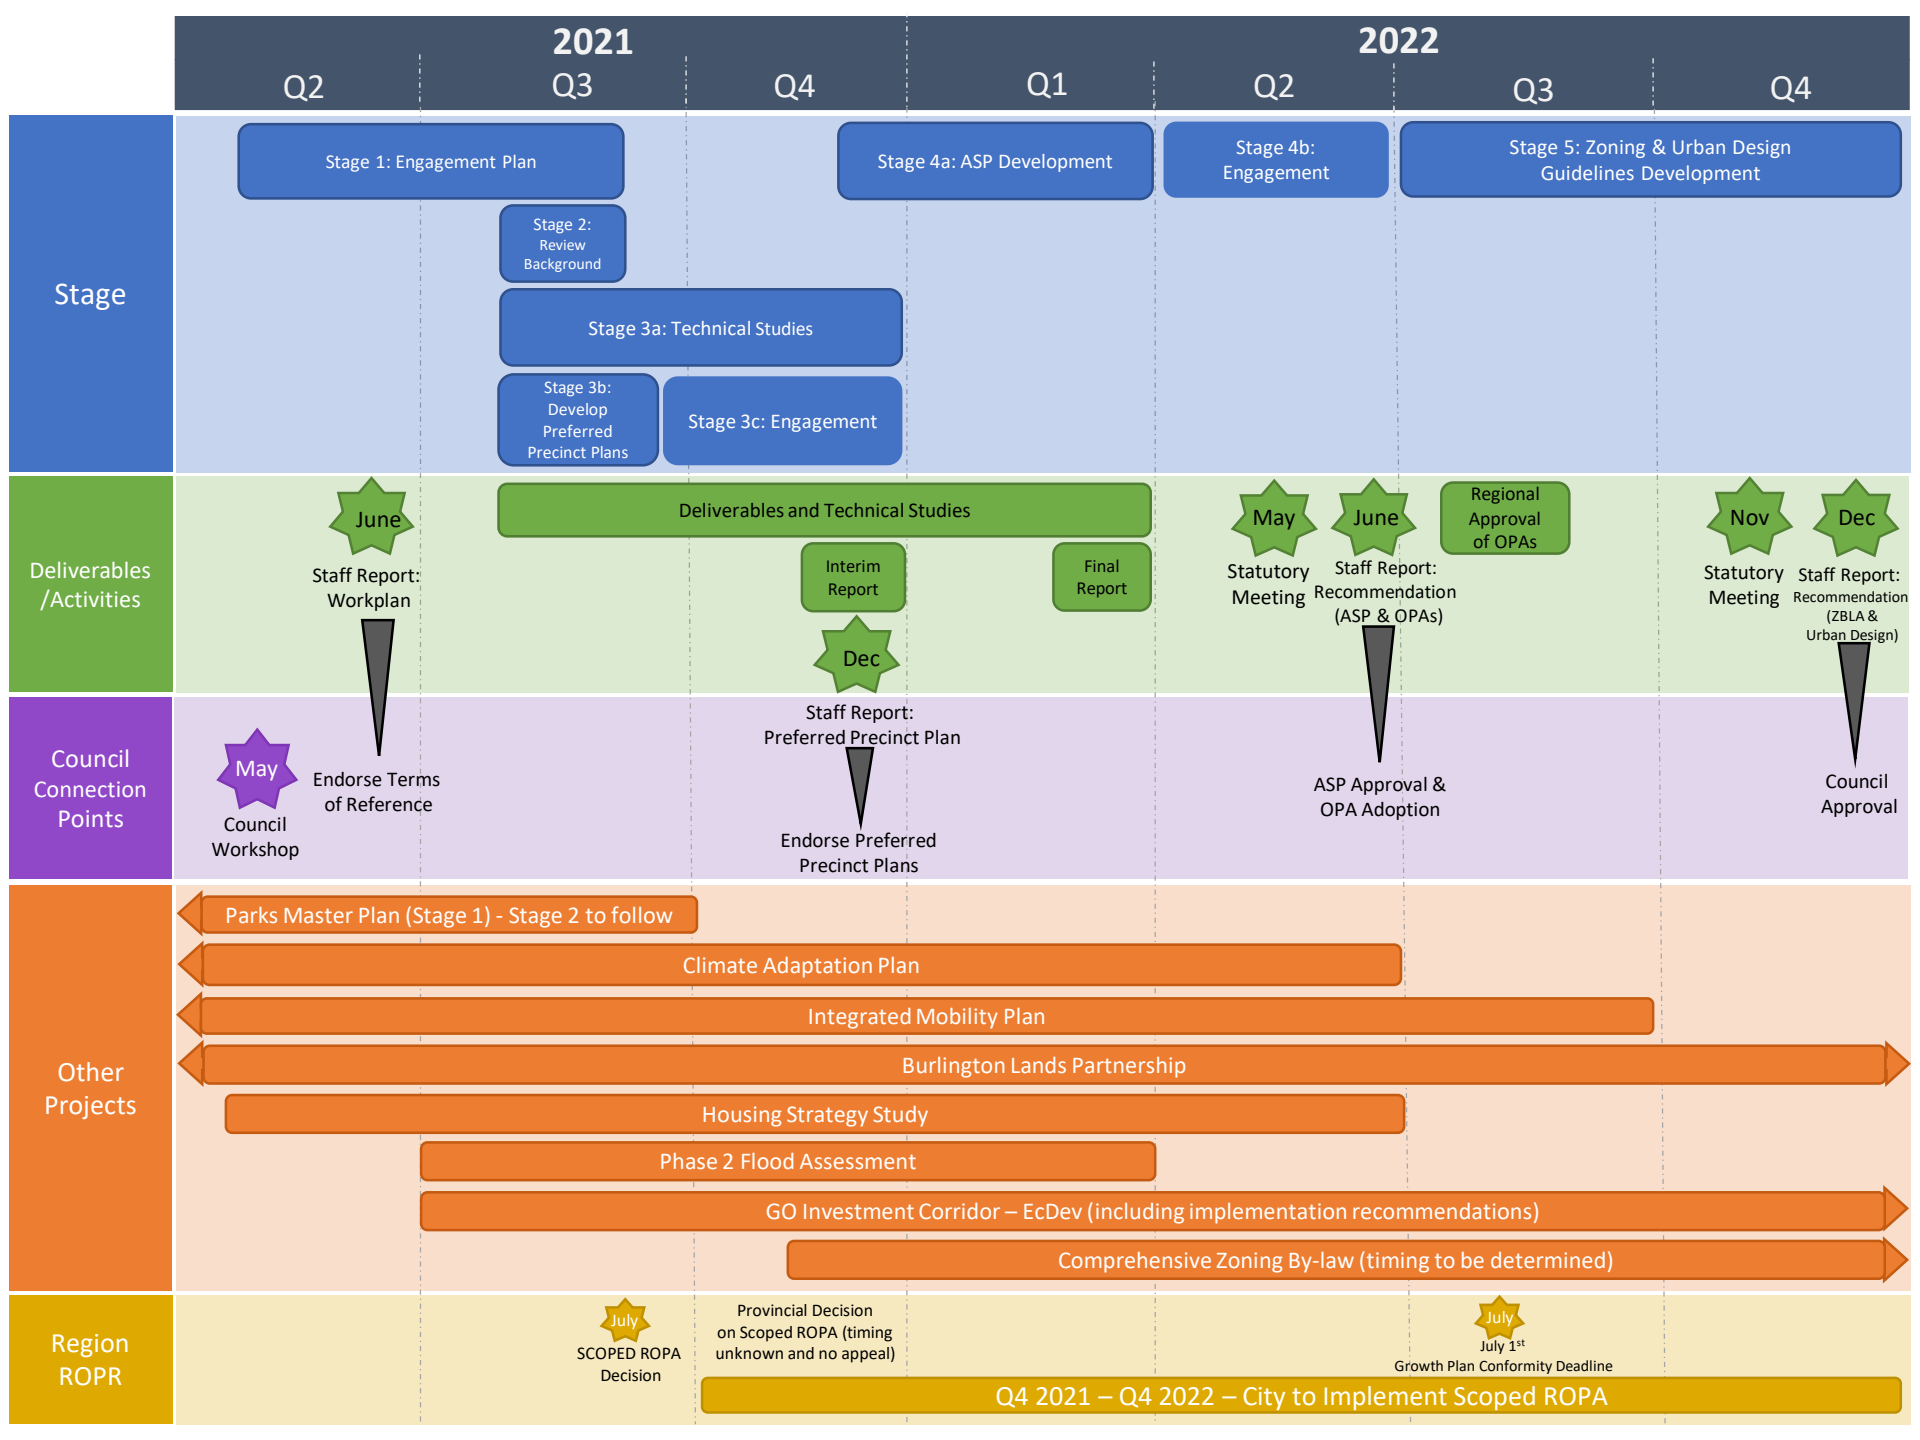 2021
2022
Q2
Q3
Q4
Q1
Q2
Q3
Q4
Stage
Stage 1: Engagement Plan
Stage 4a: ASP Development
Stage 4b:
Engagement
Stage 5: Zoning & Urban Design
Guidelines Development
Stage 2:
Review
Background
Stage 3a: Technical Studies
Stage 3b:
Develop
Preferred
Precinct Plans
Stage 3c: Engagement
Deliverables
/Activities
June
Staff Report:
Workplan
Deliverables and Technical Studies
Interim
Report
Final
Report
Dec
May
Statutory
Meeting
June
Staff Report:
Recommendation
(ASP & OPAs)
Regional
Approval
of OPAs
Nov
Statutory
Meeting
Dec
Staff Report:
Recommendation
(ZBLA &
Urban Design)
Council
Connection
Points
May
Council
Workshop
Endorse Terms
of Reference
Staff Report:
Preferred Precinct Plan
Endorse Preferred
Precinct Plans
ASP Approval &
OPA Adoption
Council
Approval
Other
Projects
Parks Master Plan (Stage 1) - Stage 2 to follow
Climate Adaptation Plan
Integrated Mobility Plan
Burlington Lands Partnership
Housing Strategy Study
Phase 2 Flood Assessment
GO Investment Corridor – EcDev (including implementation recommendations)
Comprehensive Zoning By-law (timing to be determined)
Region
ROPR
July
SCOPED ROPA
Decision
Provincial Decision
on Scoped ROPA (timing
unknown and no appeal)
July
July 1st
Growth Plan Conformity Deadline
Q4 2021 – Q4 2022 – City to Implement Scoped ROPA